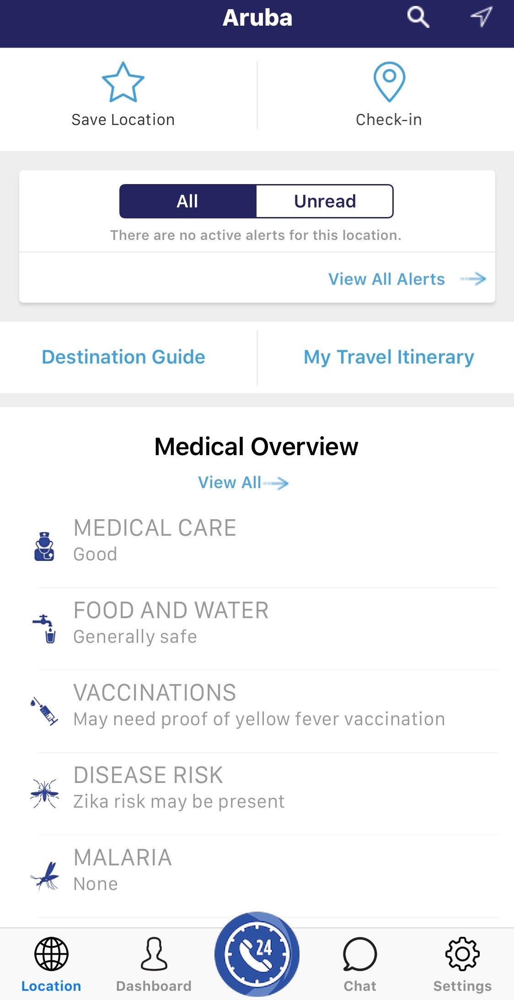 Aruba
Save Location
Check-in
All
Unread
There are no active alerts for this location.
View All Alerts
Destination Guide
My Travel Itinerary
Medical Overview
View All
MEDICAL CARE
Good
FOOD AND WATER
Generally safe
VACCINATIONS
May need proof of yellow fever vaccination
DISEASE RISK
Zika risk may be present
MALARIA
None
24
Location
Dashboard
Chat
Settings